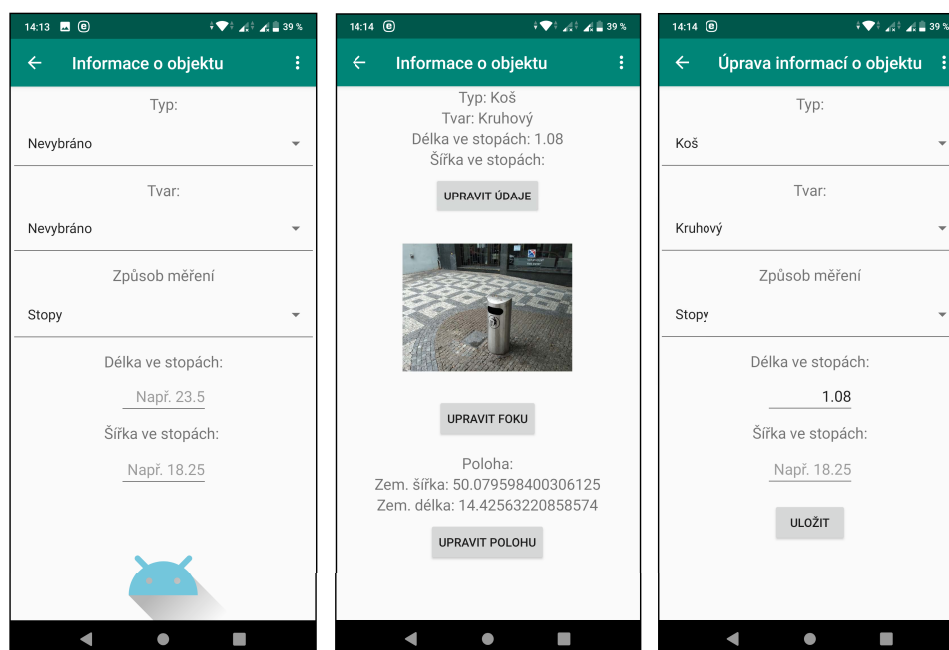 14:13 39 %
Informace o objektu
Typ:
Nevybráno
Tvar:
Nevybráno
Způsob měření
Stopy
Délka ve stopách:
Např. 23.5
Šířka ve stopách:
Např. 18.25
14:14 39 %
Informace o objektu
Typ: Koš
Tvar: Kruhový
Délka ve stopách: 1.08
Šířka ve stopách:
UPRAVIT ÚDAJE
UPRAVIT FOKU
Poloha:
Zem. šířka: 50.079598400306125
Zem. délka: 14.42563220858574
UPRAVIT POLOHU
14:14 39 %
Úprava informací o objektu
Typ:
Koš
Tvar:
Kruhový
Způsob měření
Stopy
Délka ve stopách:
1.08
Šířka ve stopách:
Např. 18.25
ULOŽIT